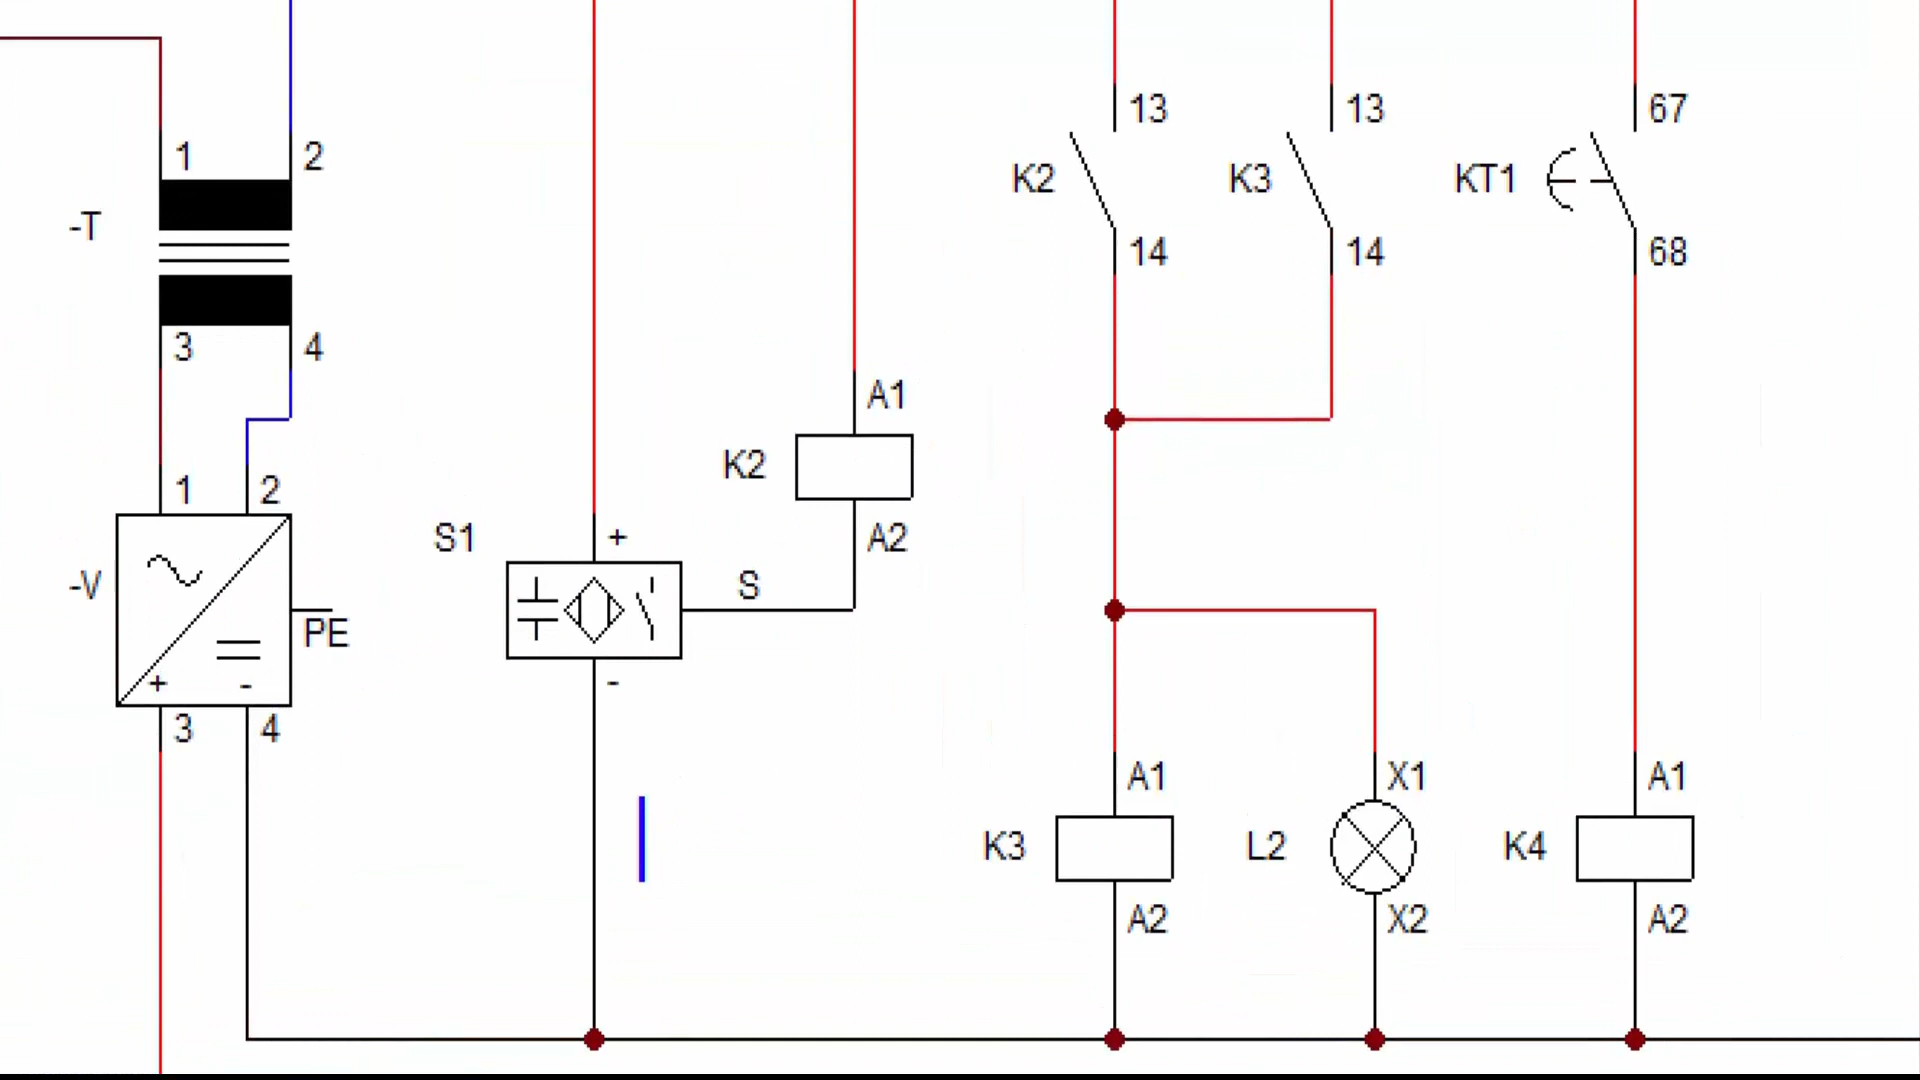 13 13 67
1 2
K2 K3 KT1
-T
14 14 68
3 4
A1
K2
1 2
S1 + A2
-V S
PE
+ - -
3 4
A1 X1 A1
K3 L2 K4
A2 X2 A2